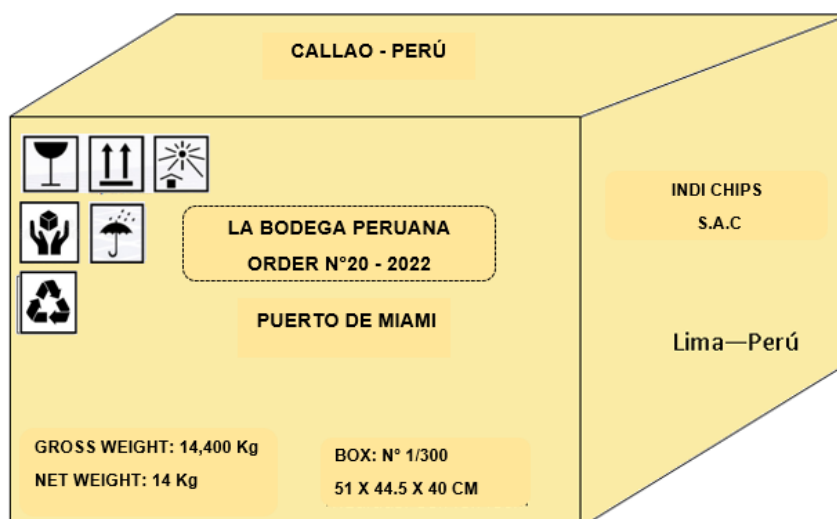 CALLAO - PERÚ
INDI CHIPS
S.A.C
LA BODEGA PERUANA
ORDER N°20 - 2022
PUERTO DE MIAMI
Lima—Perú
GROSS WEIGHT: 14,400 Kg
NET WEIGHT: 14 Kg
BOX: N° 1/300
51 X 44.5 X 40 CM